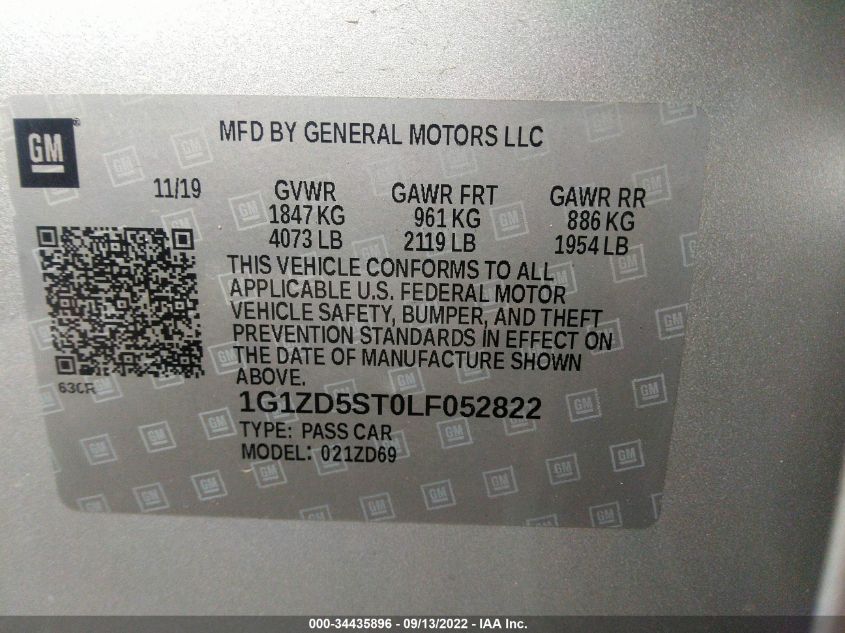 GM
MFD BY GENERAL MOTORS LLC
11/19
GVWR GAWR FRT GAWR RR
1847 KG 961 KG 886 KG
4073 LB 2119 LB 1954 LB
THIS VEHICLE CONFORMS TO ALL
APPLICABLE U.S. FEDERAL MOTOR
VEHICLE SAFETY, BUMPER, AND THEFT
PREVENTION STANDARDS IN EFFECT ON
THE DATE OF MANUFACTURE SHOWN
ABOVE.
63CR
1G1ZD5ST0LF052822
TYPE: PASS CAR
MODEL: 021ZD69
000-34435896 - 09/13/2022 - IAA Inc.